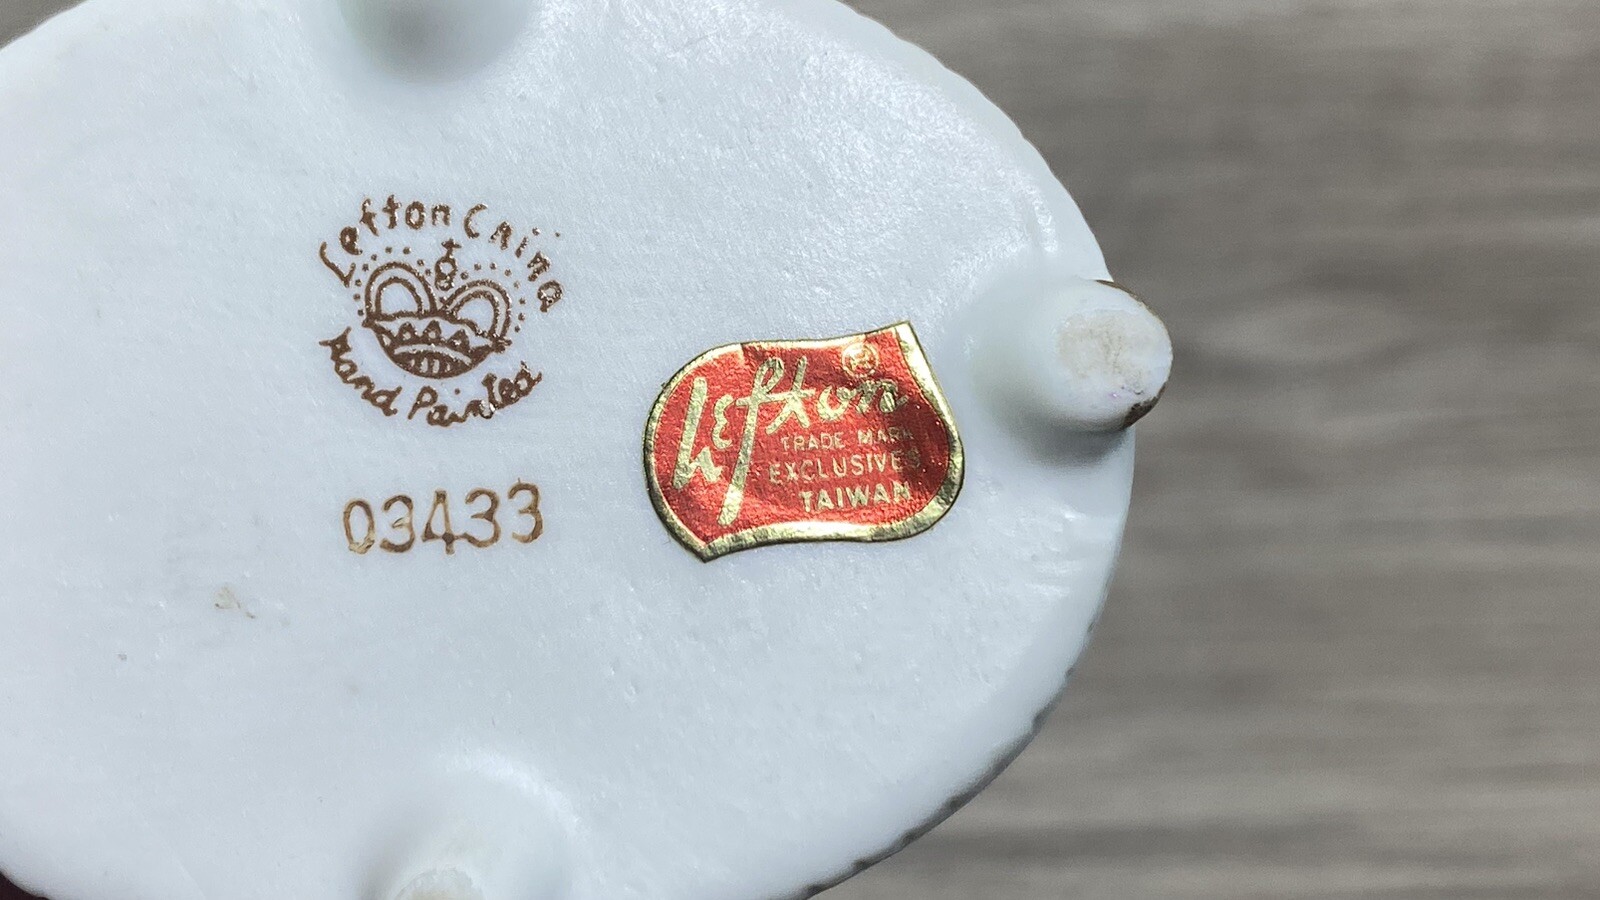 Lefton China
Hand Painted
03433
Lefton
TRADE MARK
EXCLUSIVES
TAIWAN